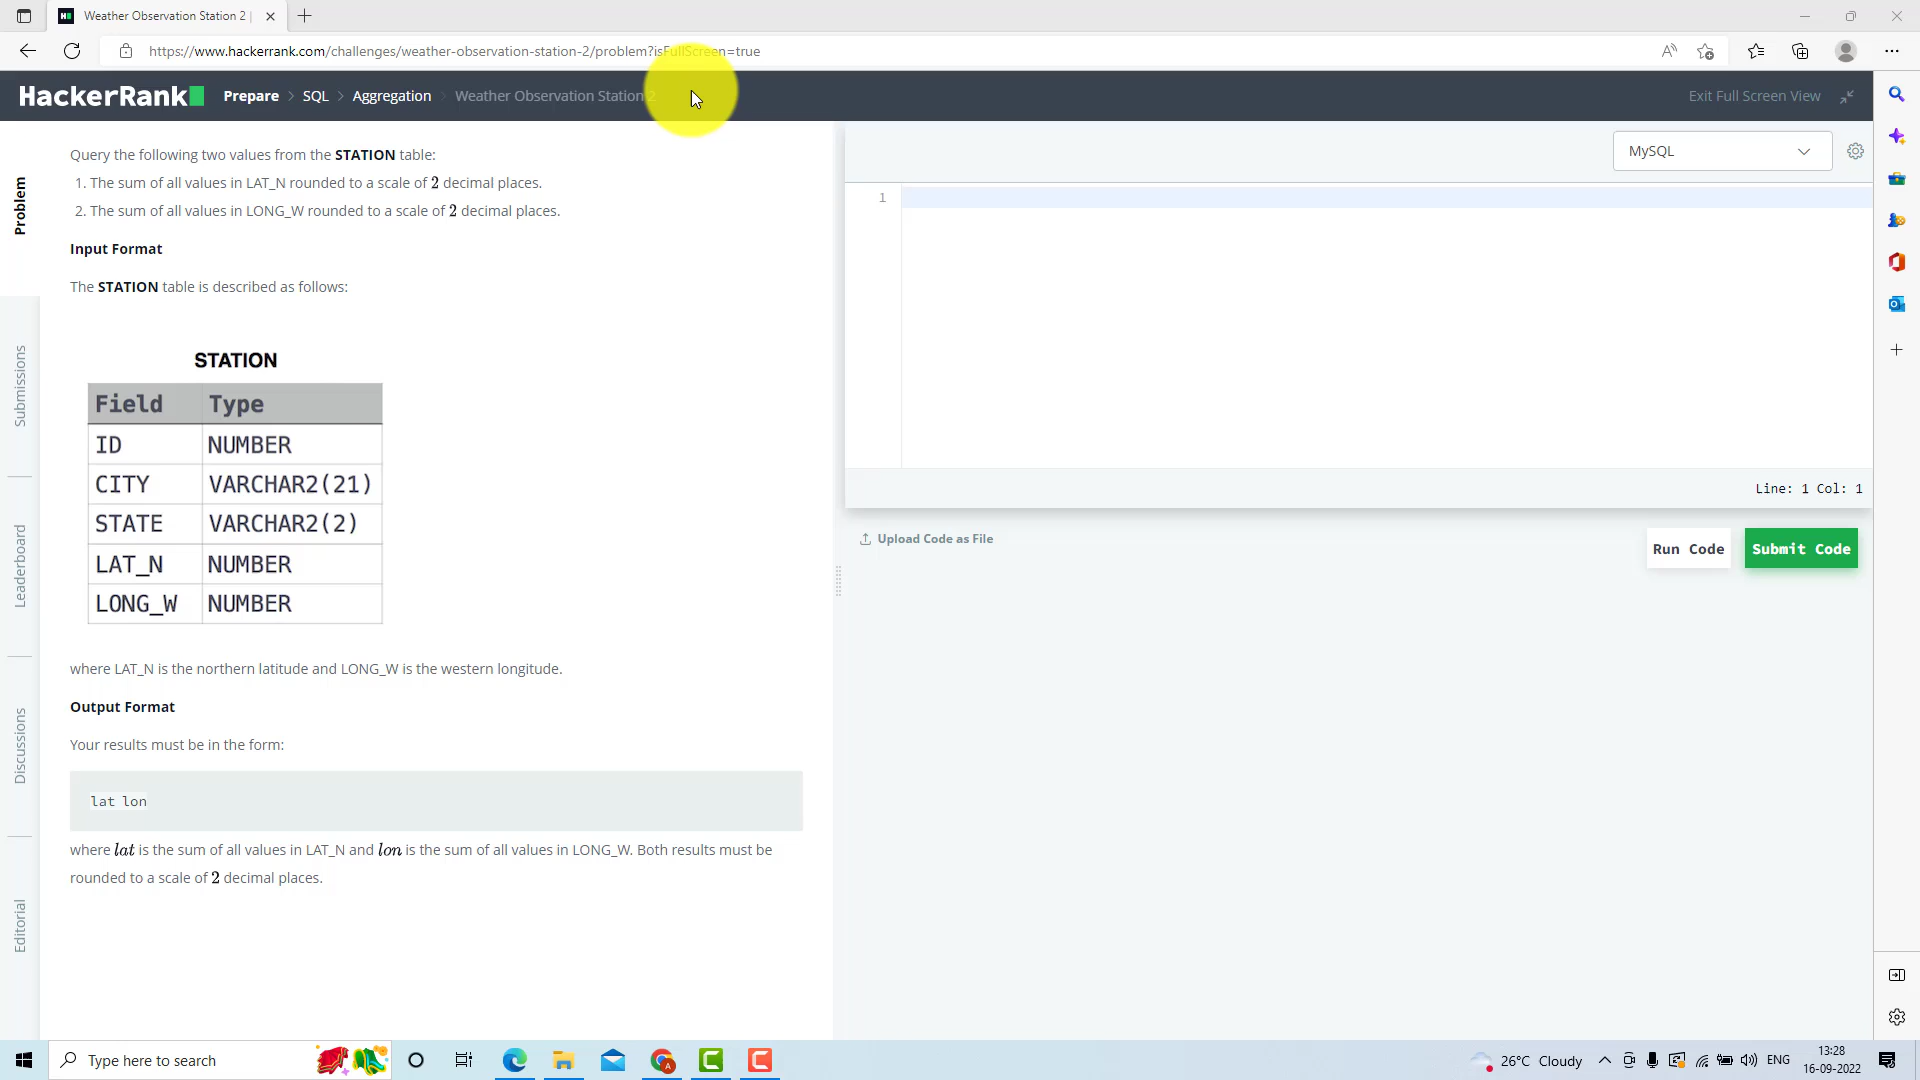 Weather Observation Station 2 |
https://www.hackerrank.com/challenges/weather-observation-station-2/problem?isFullScreen=true
HackerRank Prepare > SQL > Aggregation > Weather Observation Station 2
Exit Full Screen View
Problem
Submissions
Leaderboard
Discussions
Editorial
Query the following two values from the STATION table:
1. The sum of all values in LAT_N rounded to a scale of 2 decimal places.
2. The sum of all values in LONG_W rounded to a scale of 2 decimal places.
Input Format
The STATION table is described as follows:
STATION
Field Type
ID NUMBER
CITY VARCHAR2(21)
STATE VARCHAR2(2)
LAT_N NUMBER
LONG_W NUMBER
where LAT_N is the northern latitude and LONG_W is the western longitude.
Output Format
Your results must be in the form:
lat lon
where lat is the sum of all values in LAT_N and lon is the sum of all values in LONG_W. Both results must be
rounded to a scale of 2 decimal places.
MySQL
1
Line: 1 Col: 1
Upload Code as File
Run Code
Submit Code
Type here to search
26°C Cloudy
ENG
13:28
16-09-2022